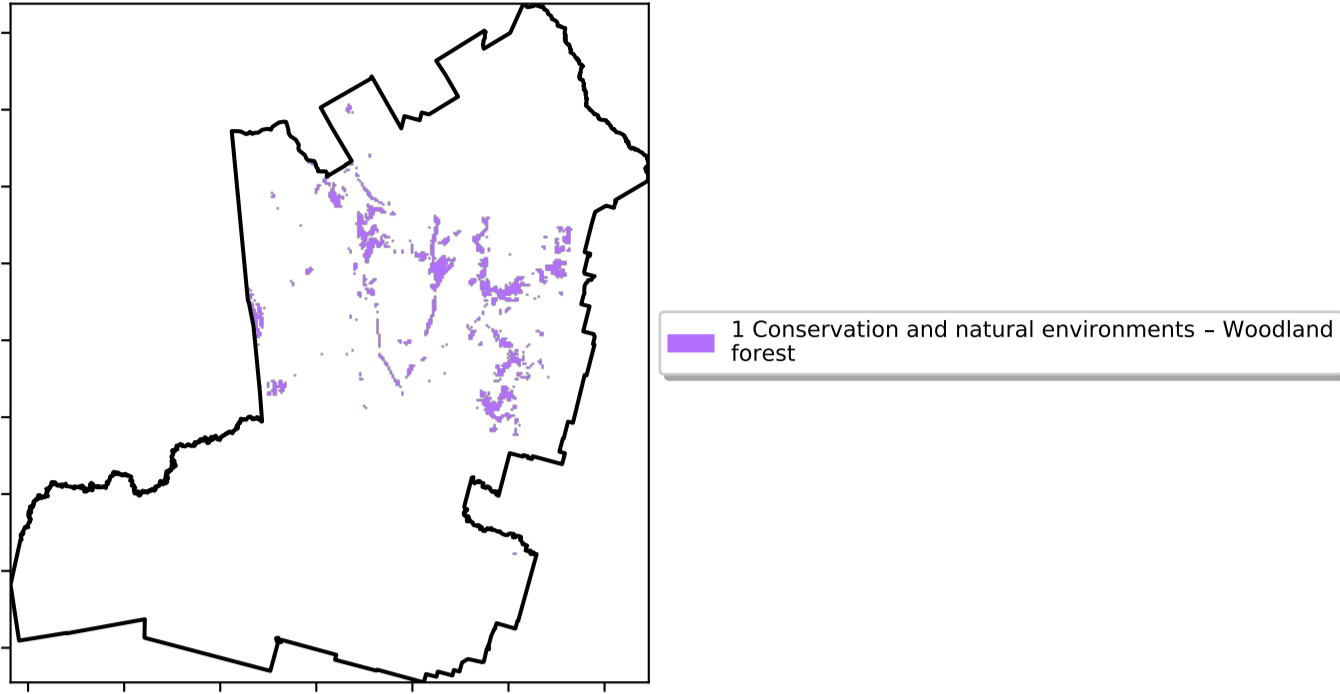 1 Conservation and natural environments – Woodland
forest